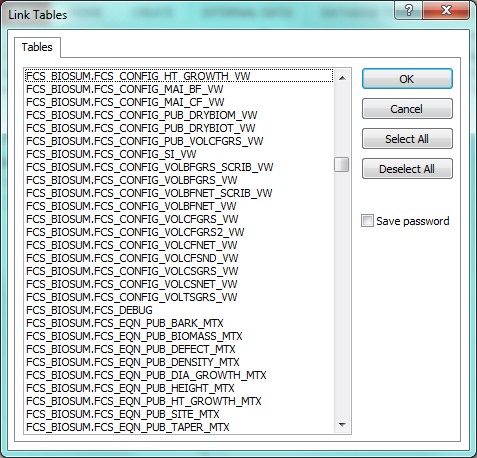 Link Tables
?
Tables
FCS_BIOSUM.FCS_CONFIG_HT_GROWTH_VW
FCS_BIOSUM.FCS_CONFIG_MAI_BF_VW
FCS_BIOSUM.FCS_CONFIG_MAI_CF_VW
FCS_BIOSUM.FCS_CONFIG_PUB_DRYBIOM_VW
FCS_BIOSUM.FCS_CONFIG_PUB_DRYBIOT_VW
FCS_BIOSUM.FCS_CONFIG_PUB_VOLCFGRS_VW
FCS_BIOSUM.FCS_CONFIG_SI_VW
FCS_BIOSUM.FCS_CONFIG_VOLBFGRS_SCRIB_VW
FCS_BIOSUM.FCS_CONFIG_VOLBFGRS_VW
FCS_BIOSUM.FCS_CONFIG_VOLBFNET_SCRIB_VW
FCS_BIOSUM.FCS_CONFIG_VOLBFNET_VW
FCS_BIOSUM.FCS_CONFIG_VOLCFGRS_VW
FCS_BIOSUM.FCS_CONFIG_VOLCFGRS2_VW
FCS_BIOSUM.FCS_CONFIG_VOLCFNET_VW
FCS_BIOSUM.FCS_CONFIG_VOLCFSND_VW
FCS_BIOSUM.FCS_CONFIG_VOLCSGRS_VW
FCS_BIOSUM.FCS_CONFIG_VOLCSNET_VW
FCS_BIOSUM.FCS_CONFIG_VOLTSGRS_VW
FCS_BIOSUM.FCS_DEBUG
FCS_BIOSUM.FCS_EQN_PUB_BARK_MTX
FCS_BIOSUM.FCS_EQN_PUB_BIOMASS_MTX
FCS_BIOSUM.FCS_EQN_PUB_DEFECT_MTX
FCS_BIOSUM.FCS_EQN_PUB_DENSITY_MTX
FCS_BIOSUM.FCS_EQN_PUB_DIA_GROWTH_MTX
FCS_BIOSUM.FCS_EQN_PUB_HEIGHT_MTX
FCS_BIOSUM.FCS_EQN_PUB_HT_GROWTH_MTX
FCS_BIOSUM.FCS_EQN_PUB_SITE_MTX
FCS_BIOSUM.FCS_EQN_PUB_TAPER_MTX
OK
Cancel
Select All
Deselect All
Save password